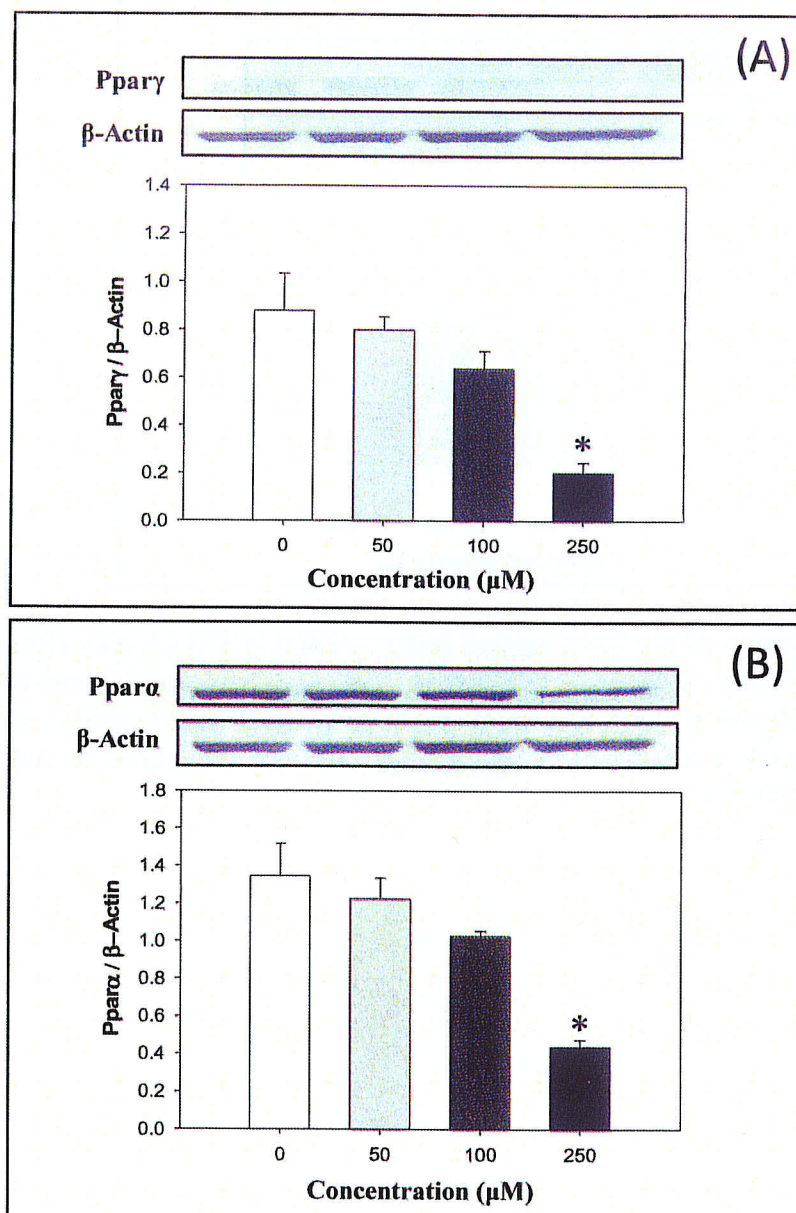 (A)
Pparγ
β-Actin
1.4
1.2
1.0
0.8
0.6
0.4
0.2
0.0
Pparγ / β–Actin
*
0 50 100 250
Concentration (μM)
(B)
Pparα
β-Actin
1.8
1.6
1.4
1.2
1.0
0.8
0.6
0.4
0.2
0.0
Pparα / β–Actin
*
0 50 100 250
Concentration (μM)